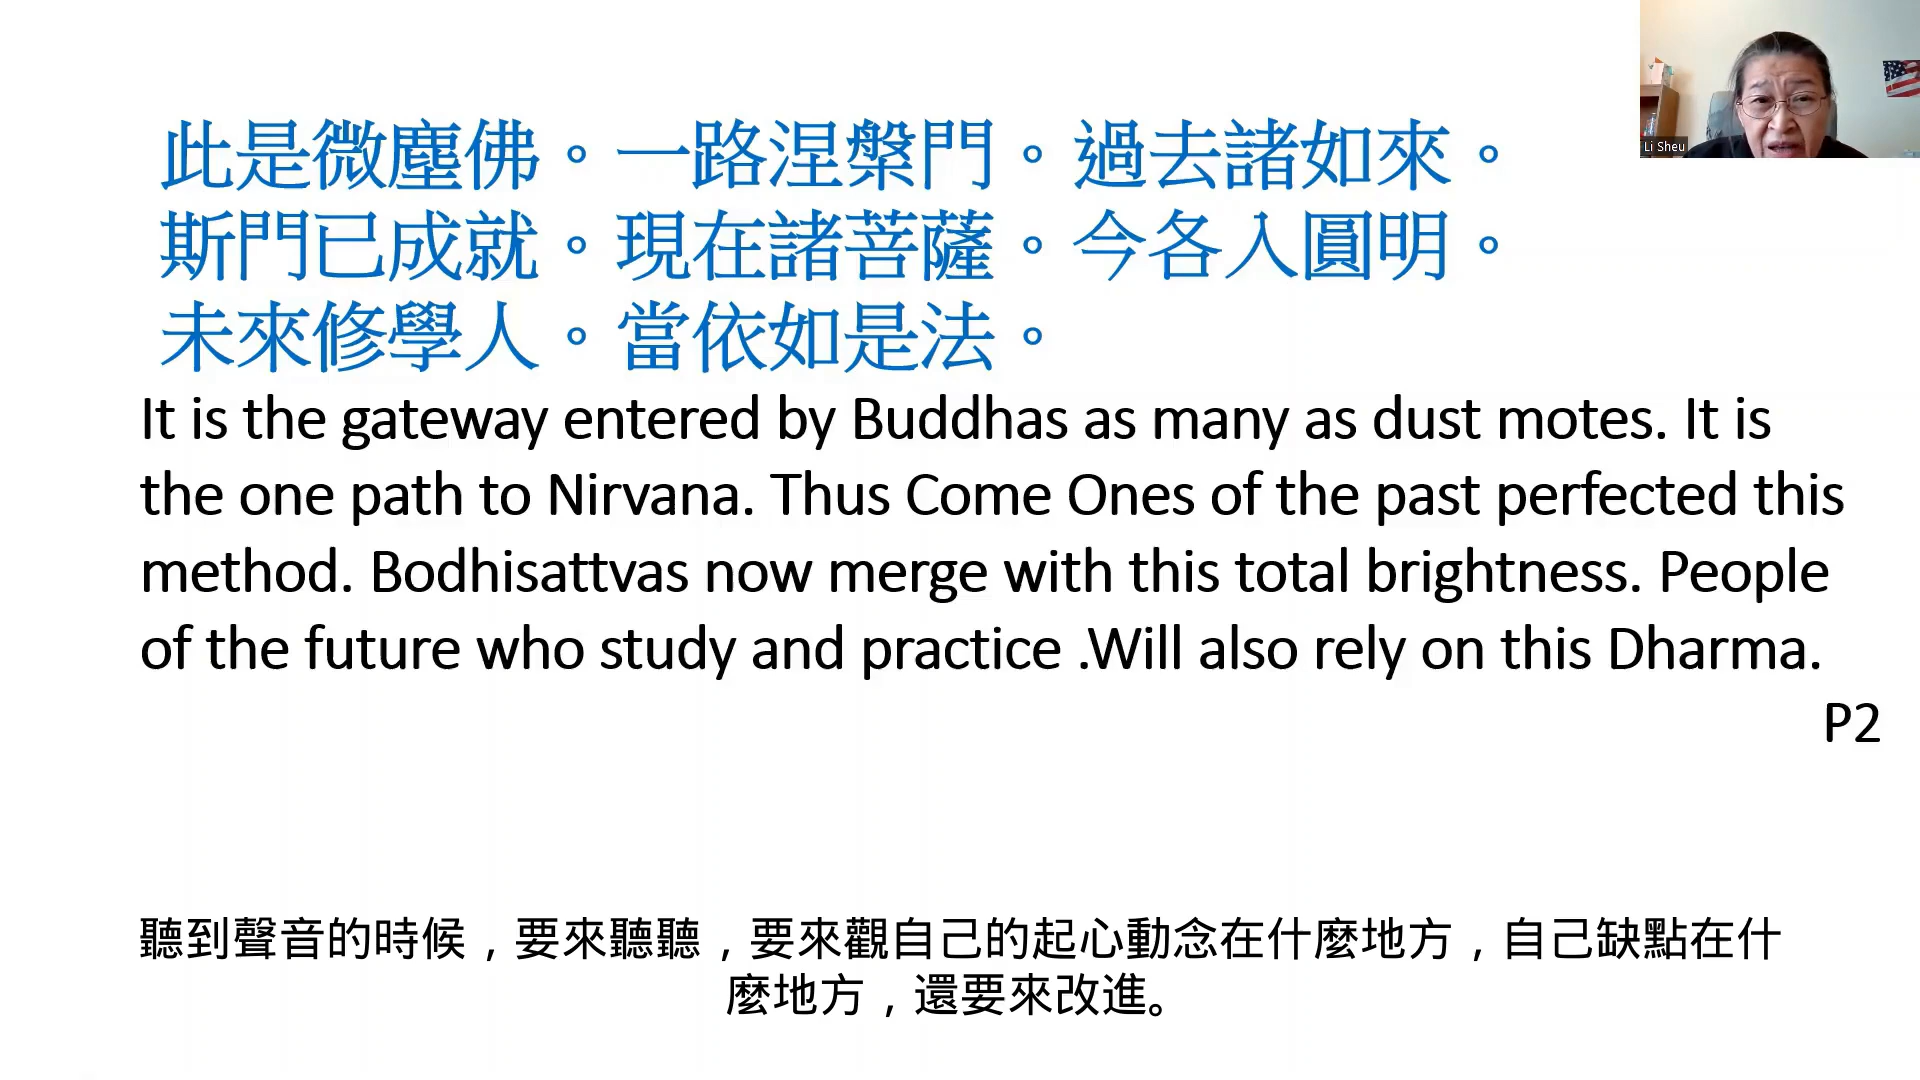 此是微塵佛。一路涅槃門。過去諸如來。
斯門已成就。現在諸菩薩。今各入圓明。
未來修學人。當依如是法。
It is the gateway entered by Buddhas as many as dust motes. It is
the one path to Nirvana. Thus Come Ones of the past perfected this
method. Bodhisattvas now merge with this total brightness. People
of the future who study and practice .Will also rely on this Dharma.
P2
聽到聲音的時候，要來聽聽，要來觀自己的起心動念在什麼地方，自己缺點在什
麼地方，還要來改進。
Li Sheu